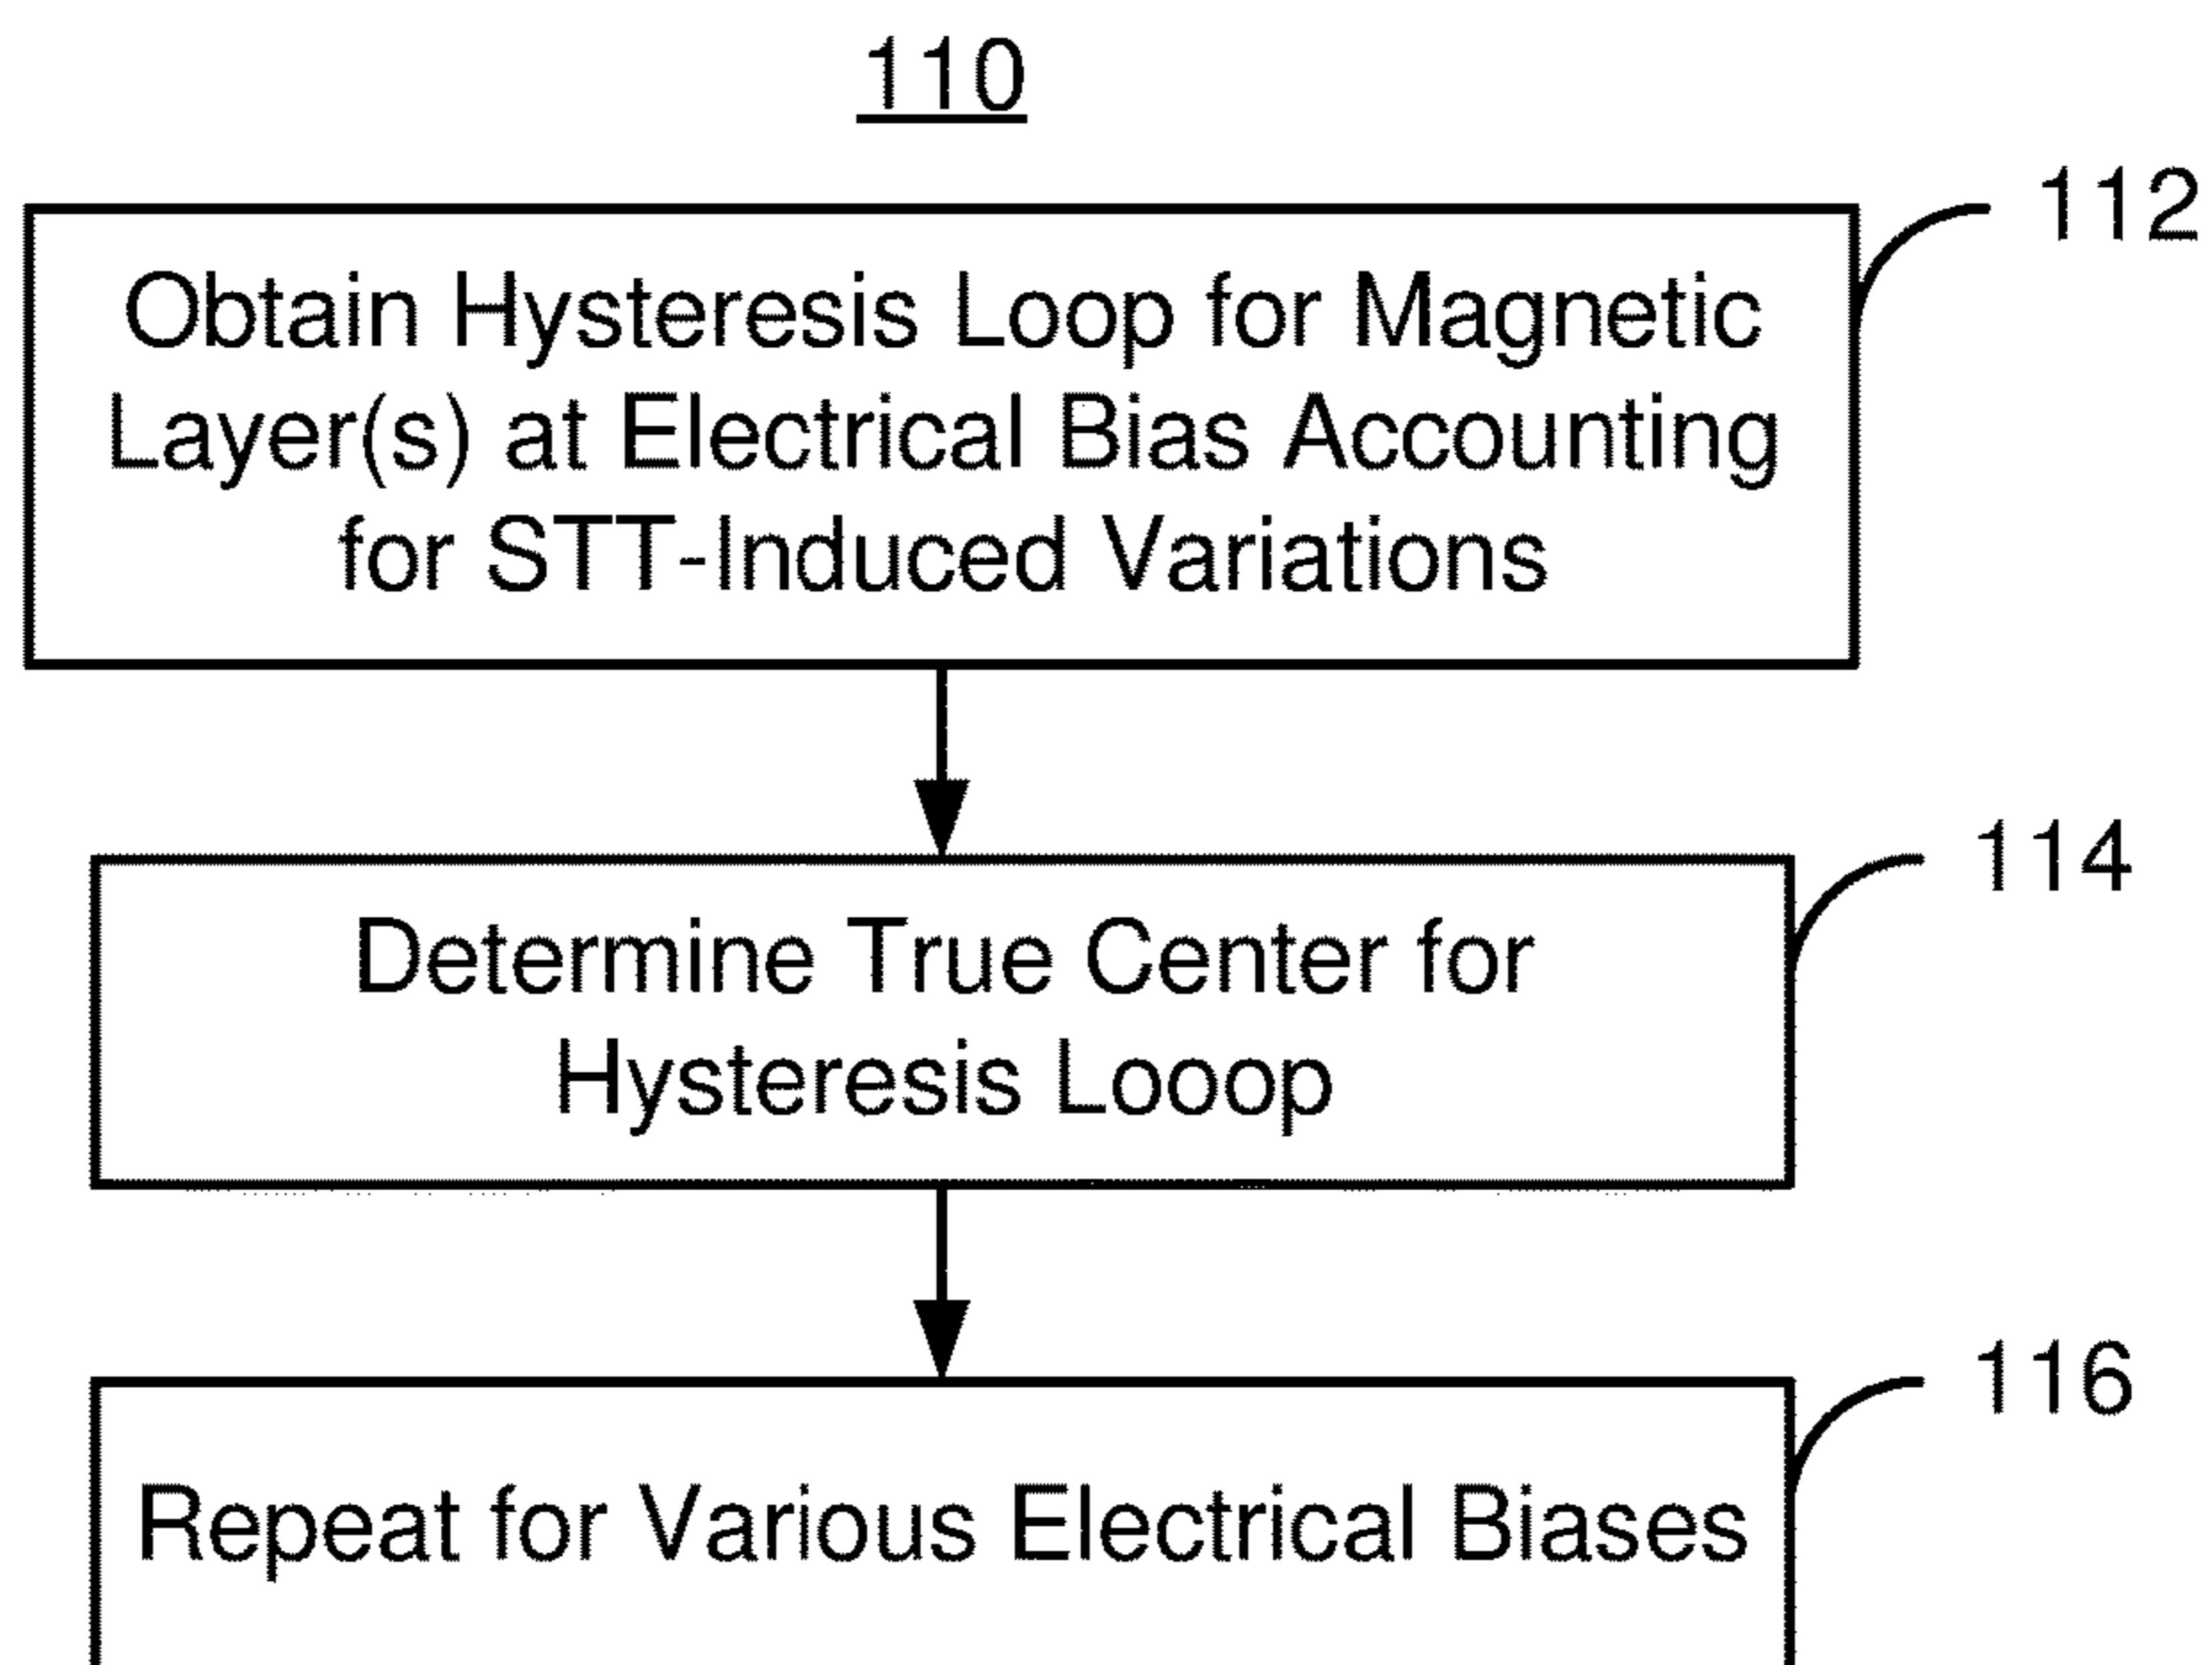 110
112
Obtain Hysteresis Loop for Magnetic
Layer(s) at Electrical Bias Accounting
for STT-Induced Variations
114
Determine True Center for
Hysteresis Looop
116
Repeat for Various Electrical Biases